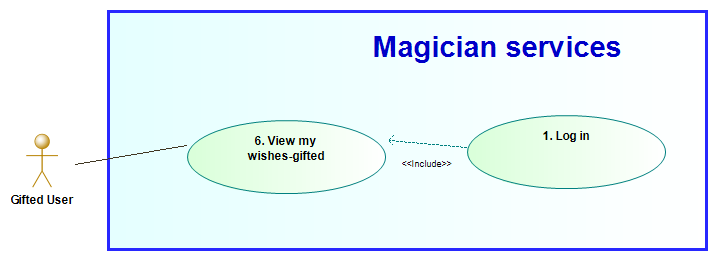 Magician services
6. View my
wishes-gifted
1. Log in
<<Include>>
Gifted User